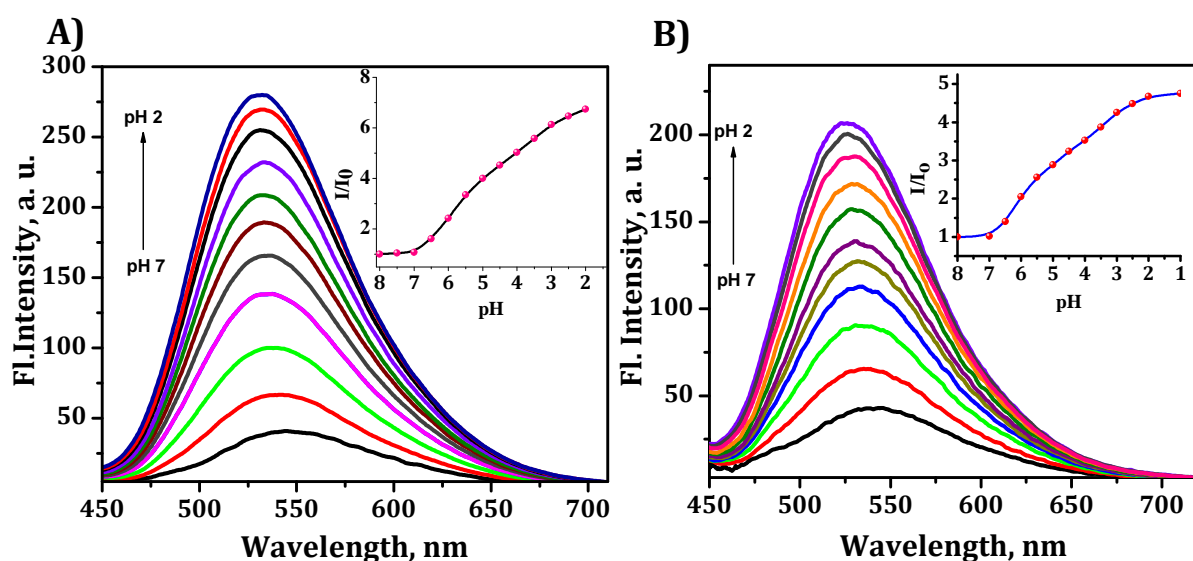 A)
Fl.Intensity, a. u.
300
250
200
150
100
50
pH 2
pH 7
I/I0
8
6
4
2
8 7 6 5 4 3 2
pH
450 500 550 600 650 700
Wavelength, nm
B)
Fl. Intensity, a. u.
200
150
100
50
pH 2
pH 7
I/Io
5
4
3
2
1
8 7 6 5 4 3 2 1
pH
450 500 550 600 650 700
Wavelength, nm